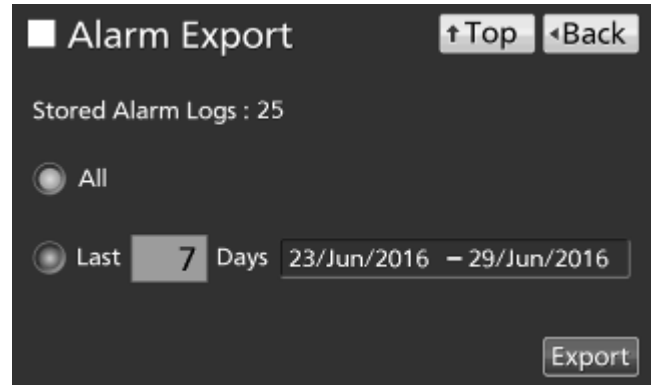 Alarm Export ↑Top ◂Back
Stored Alarm Logs : 25
All
Last 7 Days 23/Jun/2016 – 29/Jun/2016
Export